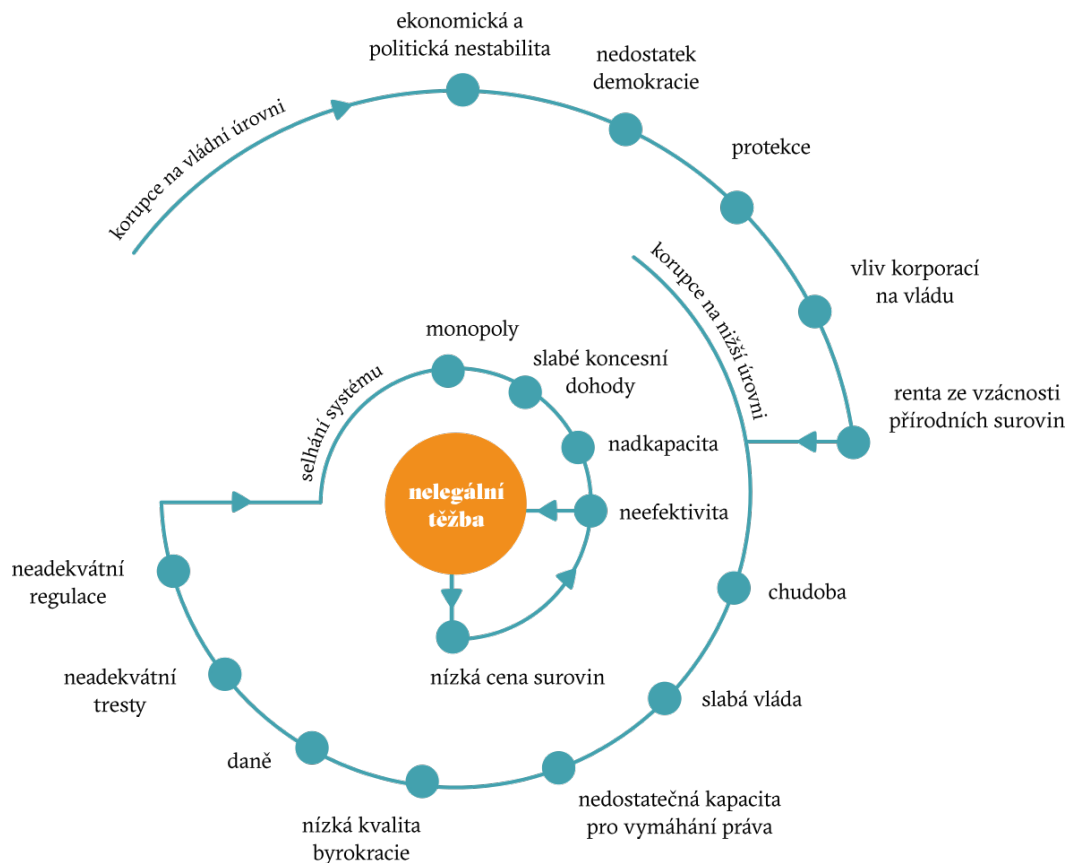 ekonomická a
politická nestabilita
nedostatek
demokracie
korupce na vládní úrovni
protekce
vliv korporací
na vládu
korupce na nižší úrovni
renta ze vzácnosti
přírodních surovin
monopoly
slabé koncesní
dohody
selhání systému
nadkapacita
nelegální
těžba
neefektivita
nízká cena surovin
chudoba
slabá vláda
nedostatečná kapacita
pro vymáhání práva
nízká kvalita
byrokracie
daně
neadekvátní
tresty
neadekvátní
regulace